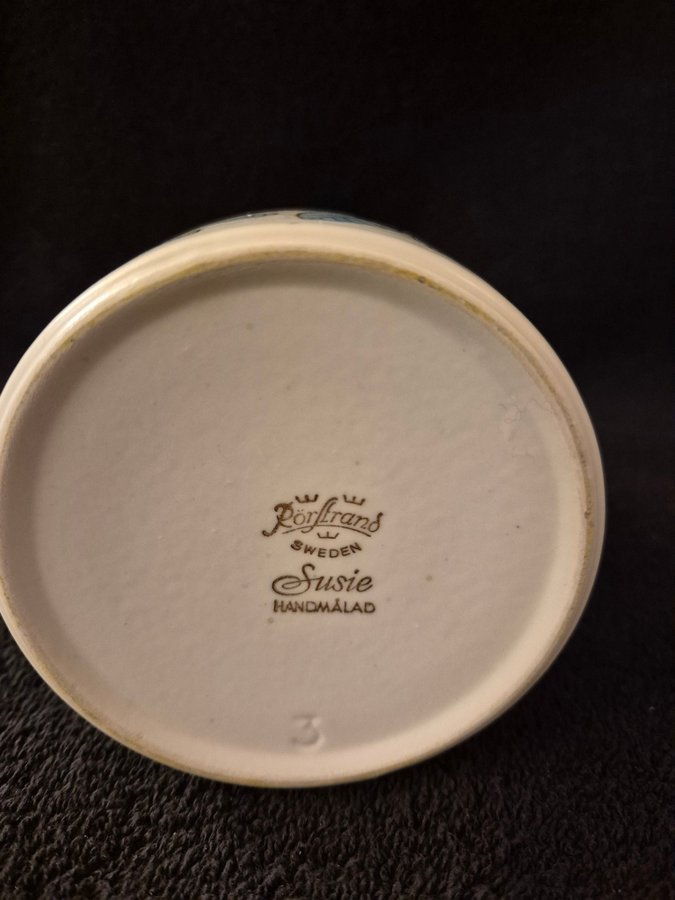 Rörstrand
SWEDEN
Susie
HANDMÅLAD
3